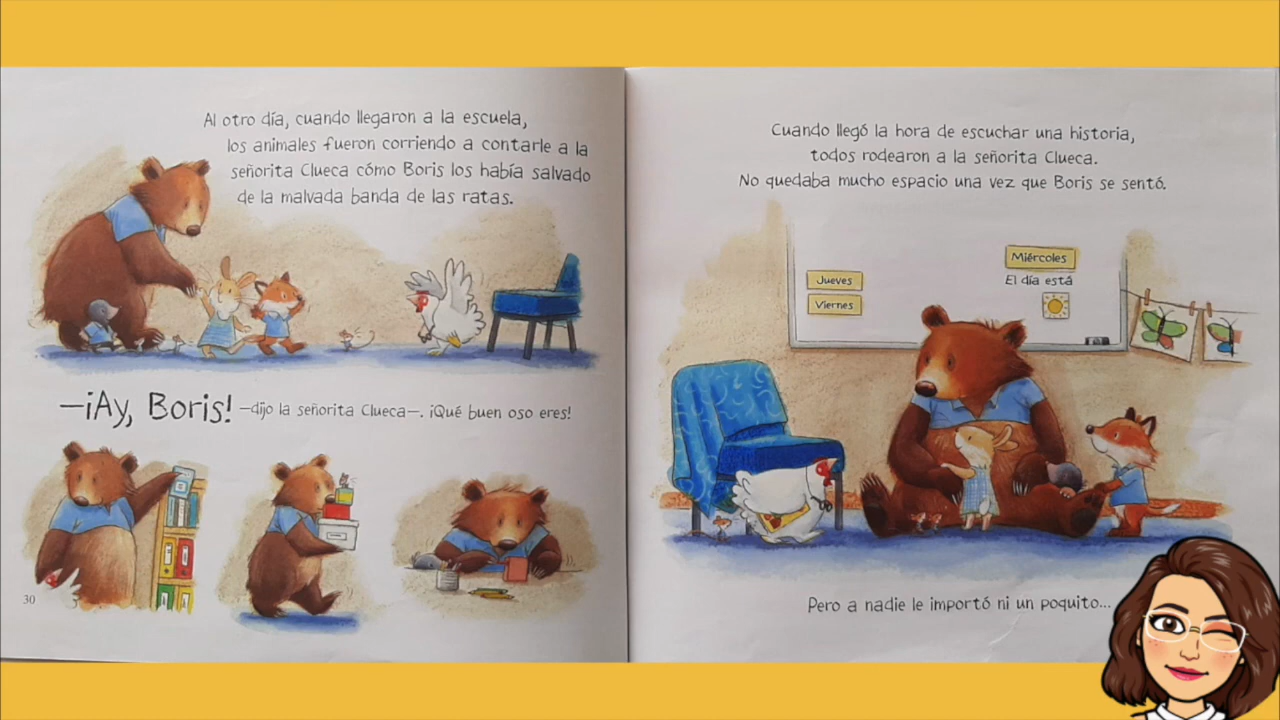 Al otro día, cuando llegaron a la escuela,
los animales fueron corriendo a contarle a la
señorita Clueca cómo Boris los había salvado
de la malvada banda de las ratas.
—¡Ay, Boris! —dijo la señorita Clueca—. ¡Qué buen oso eres!
30
Cuando llegó la hora de escuchar una historia,
todos rodearon a la señorita Clueca.
No quedaba mucho espacio una vez que Boris se sentó.
Miércoles
El día está
Jueves
Viernes
Pero a nadie le importó ni un poquito...